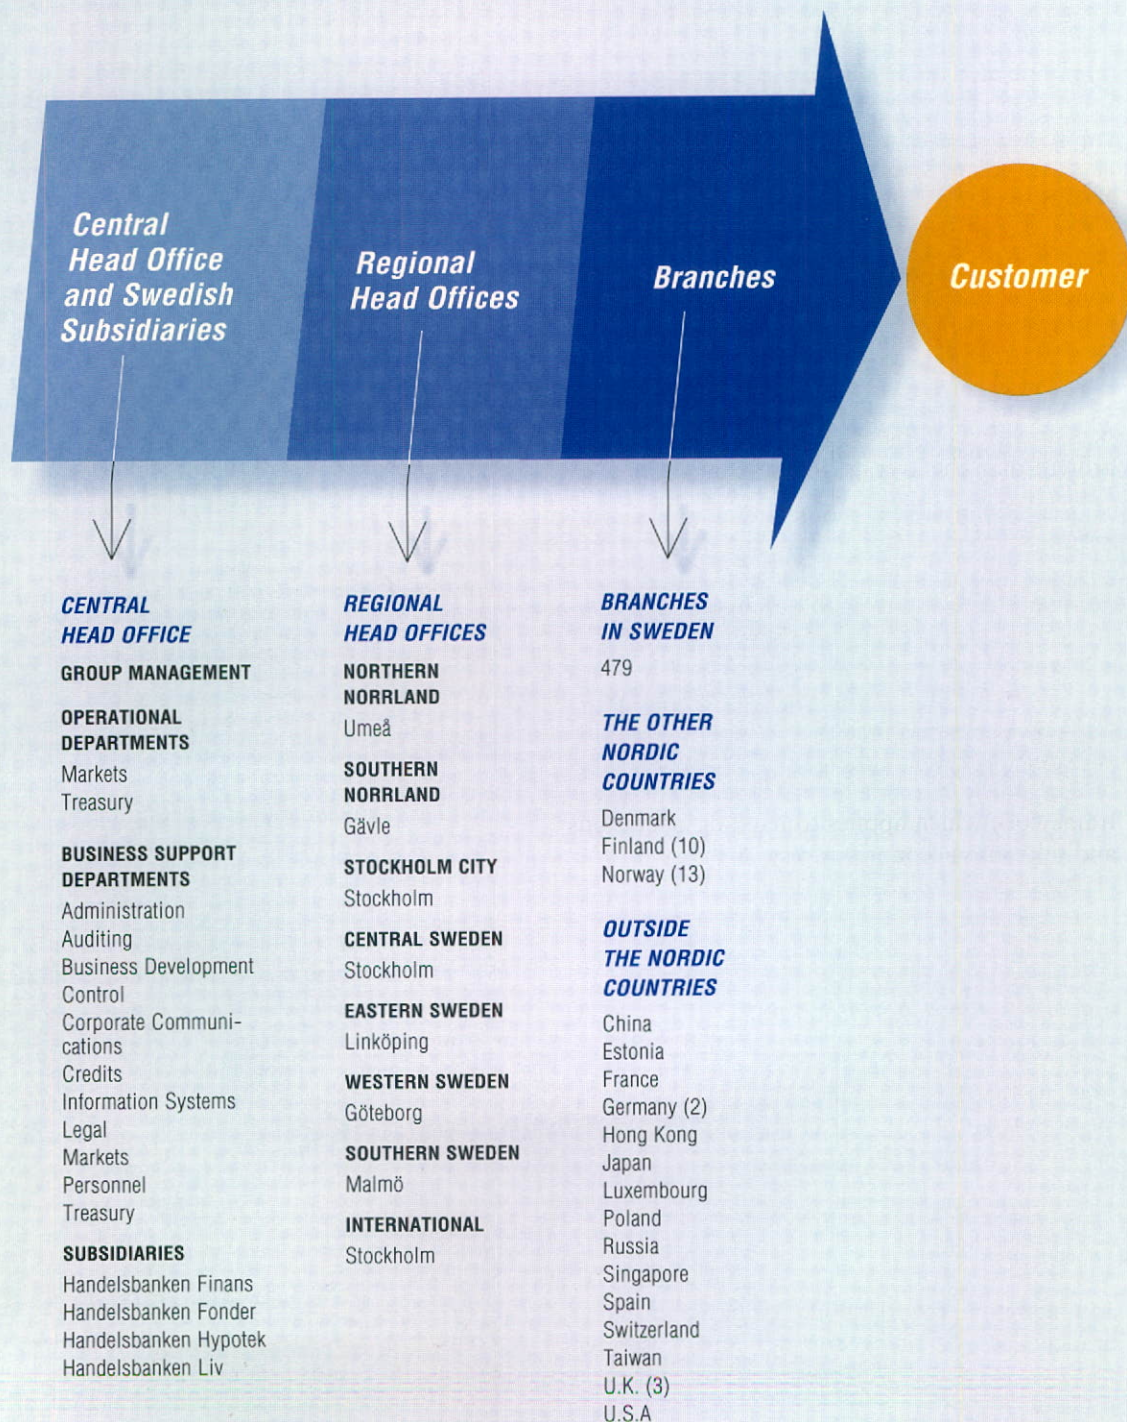 Central
Head Office
and Swedish
Subsidiaries
Regional
Head Offices
Branches
Customer
CENTRAL
HEAD OFFICE
GROUP MANAGEMENT
OPERATIONAL
DEPARTMENTS
Markets
Treasury
BUSINESS SUPPORT
DEPARTMENTS
Administration
Auditing
Business Development
Control
Corporate Communi-
cations
Credits
Information Systems
Legal
Markets
Personnel
Treasury
SUBSIDIARIES
Handelsbanken Finans
Handelsbanken Fonder
Handelsbanken Hypotek
Handelsbanken Liv
REGIONAL
HEAD OFFICES
NORTHERN
NORRLAND
Umeå
SOUTHERN
NORRLAND
Gävle
STOCKHOLM CITY
Stockholm
CENTRAL SWEDEN
Stockholm
EASTERN SWEDEN
Linköping
WESTERN SWEDEN
Göteborg
SOUTHERN SWEDEN
Malmö
INTERNATIONAL
Stockholm
BRANCHES
IN SWEDEN
479
THE OTHER
NORDIC
COUNTRIES
Denmark
Finland (10)
Norway (13)
OUTSIDE
THE NORDIC
COUNTRIES
China
Estonia
France
Germany (2)
Hong Kong
Japan
Luxembourg
Poland
Russia
Singapore
Spain
Switzerland
Taiwan
U.K. (3)
U.S.A